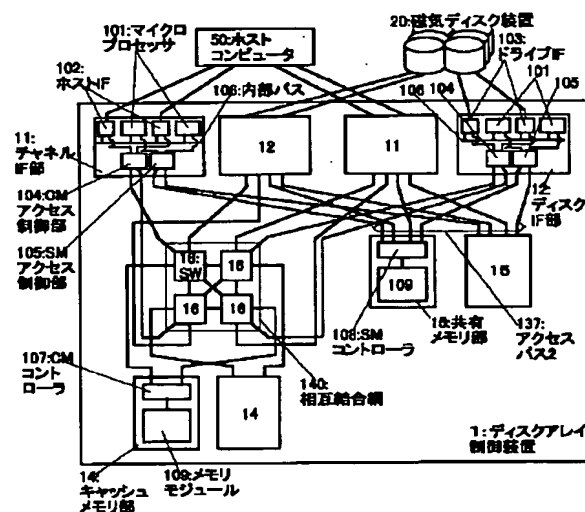 20:磁気ディスク装置
101:マイクロ
プロセッサ
50:ホスト
コンピュータ
103:
ドライブIF
102:
ホストIF
106:内部バス
104
101
105
106
11:
チャネル
IF部
12
11
12:
ディスク
IF部
104:CM
アクセス
制御部
105:SM
アクセス
制御部
16:
SW
16
16
16
109
15
108:SM
コントローラ
15:共有
メモリ部
137:
アクセス
パス2
107:CM
コント
ローラ
140:
相互結合網
14
1:ディスクアレイ
制御装置
14:
キャッシュ
メモリ部
109:メモリ
モジュール